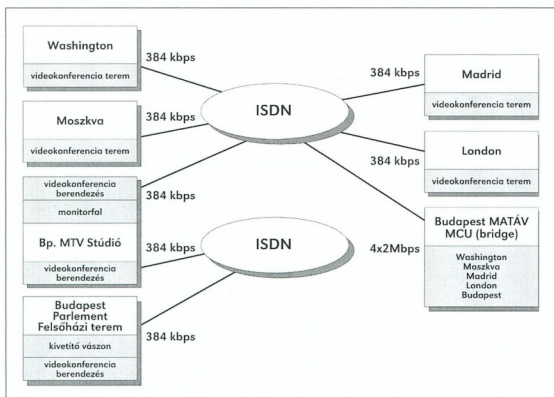 Washington
videokonferencia terem
384 kbps
Moszkva
videokonferencia terem
384 kbps
videokonferencia
berendezés
monitorfal
Bp. MTV Stúdió
videokonferencia
berendezés
384 kbps
384 kbps
Budapest
Parlement
Felsőházi terem
kivetítő vászon
videokonferencia
berendezés
384 kbps
ISDN
ISDN
384 kbps
Madrid
videokonferencia terem
384 kbps
London
videokonferencia terem
4x2Mbps
Budapest MATÁV
MCU (bridge)
Washington
Moszkva
Madrid
London
Budapest